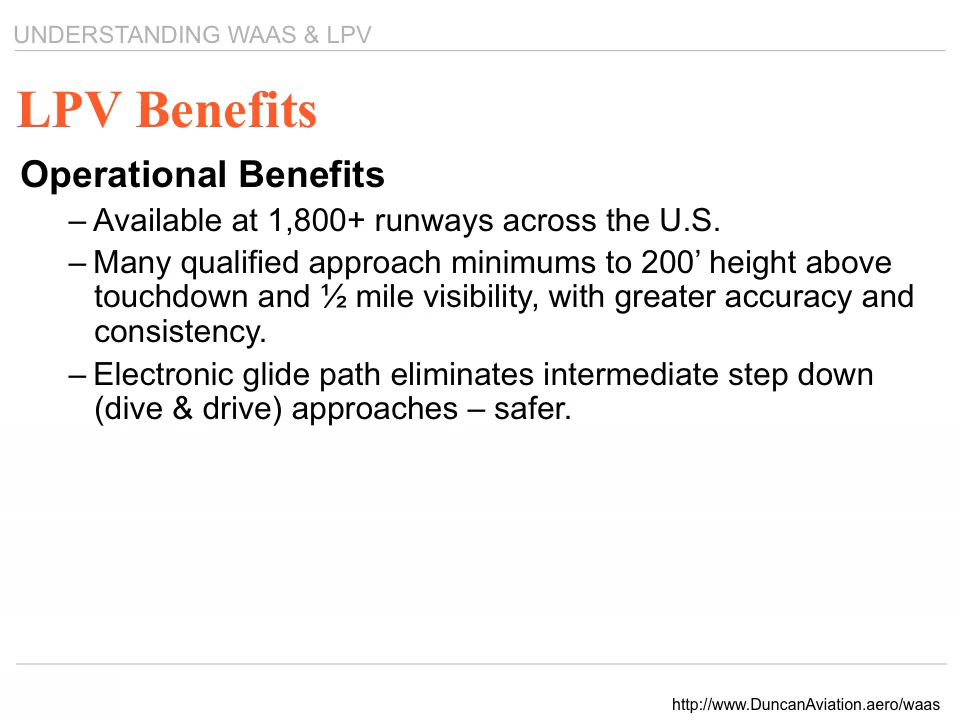 UNDERSTANDING WAAS & LPV
LPV Benefits
Operational Benefits
– Available at 1,800+ runways across the U.S.
– Many qualified approach minimums to 200’ height above
touchdown and ½ mile visibility, with greater accuracy and
consistency.
– Electronic glide path eliminates intermediate step down
(dive & drive) approaches – safer.
http://www.DuncanAviation.aero/waas